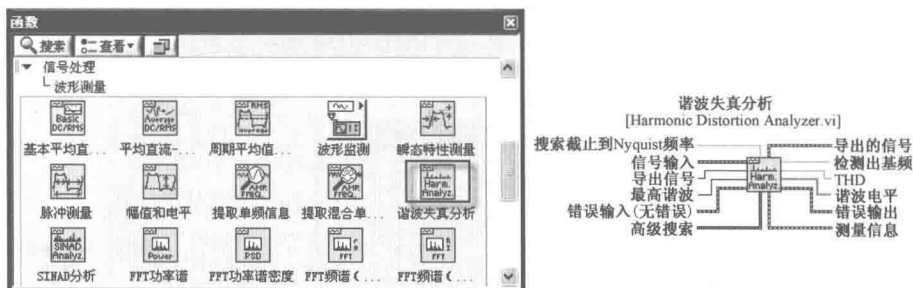 函数
搜索 查看
信号处理
波形测量
Basic DC/RMS
Average DC/RMS
RMS average
基本平均直... 平均直流-... 周期平均值... 波形监测 瞬态特性测量
AMP. FREQ.
AMP. FREQ.
Harm. Analyz.
脉冲测量 幅值和电平 提取单频信息 提取混合单... 谐波失真分析
SINAD Analyz.
Power
PSD
FFT
FFT
SINAD分析 FFT功率谱 FFT功率谱密度 FFT频谱(... FFT频谱(...
谐波失真分析
[Harmonic Distortion Analyzer.vi]
搜索截止到Nyquist频率 导出的信号
信号输入 检测出基频
导出信号 THD
最高谐波 谐波电平
错误输入(无错误) 错误输出
高级搜索 测量信息
Harm. Analyz.